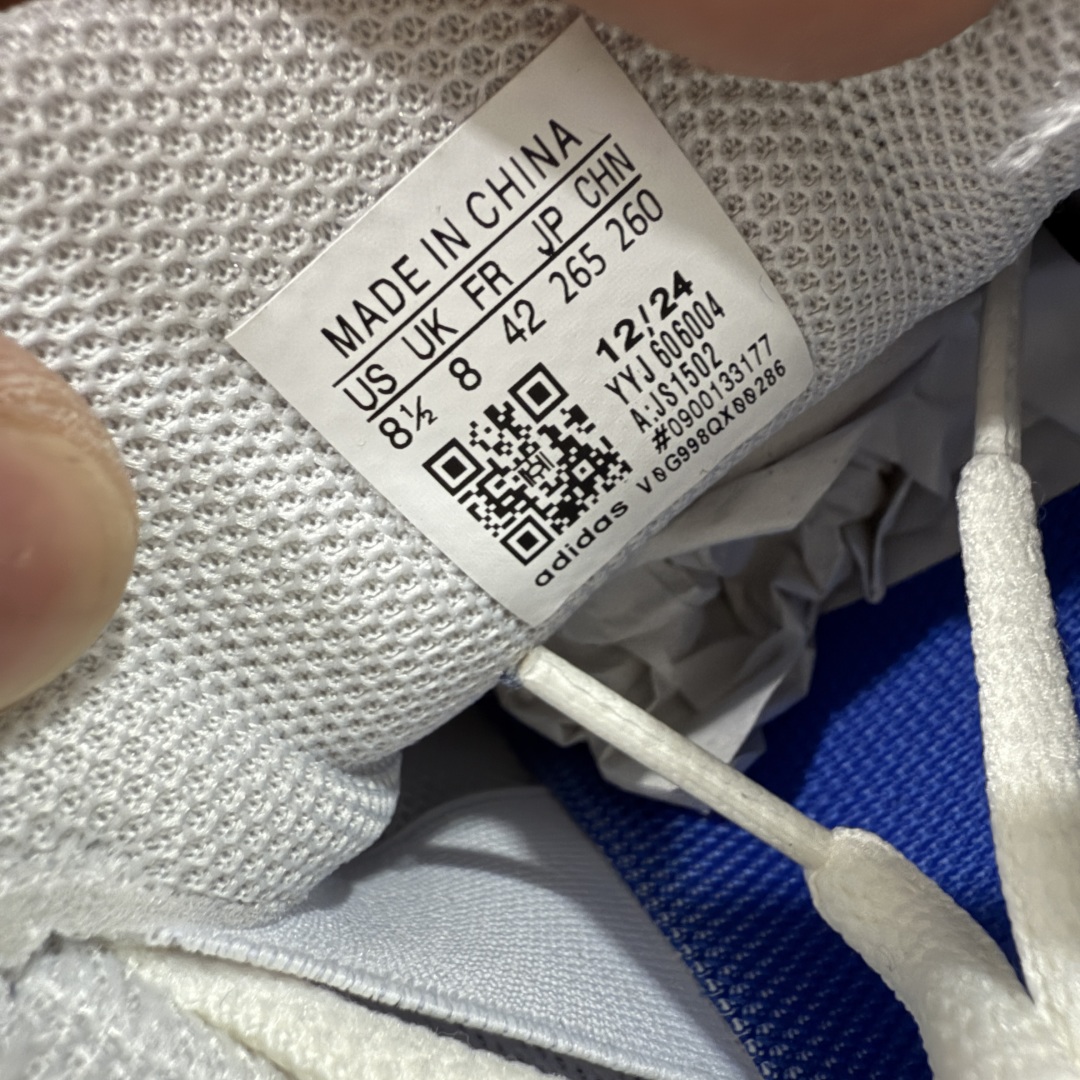 MADE IN CHINA
US UK FR JP CHN
8½ 8 42 265 260
12/24
YYJ 606004
A:JS1502
#0900133177
adidas V0G998QX00286